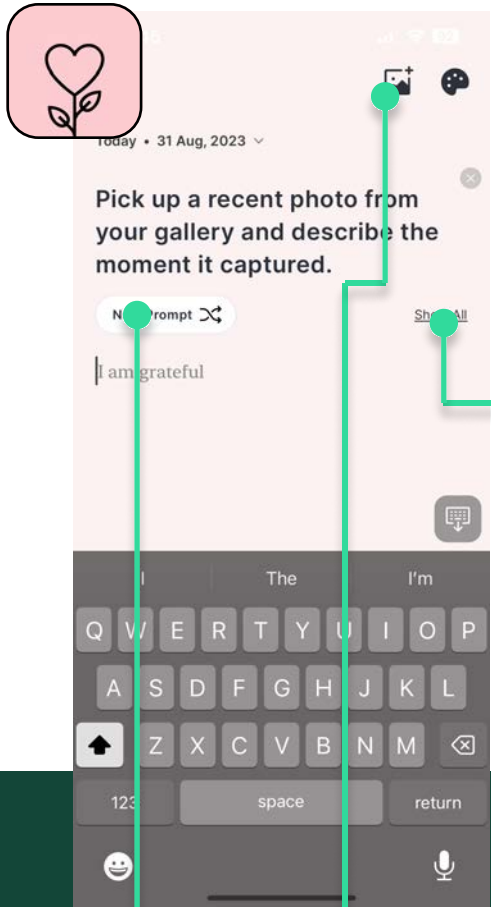 Today • 31 Aug, 2023
Pick up a recent photo from
your gallery and describe the
moment it captured.
Prompt
All
I am grateful
I The I'm
Q W E R T Y U I O P
A S D F G H J K L
Z X C V B N M
123 space return